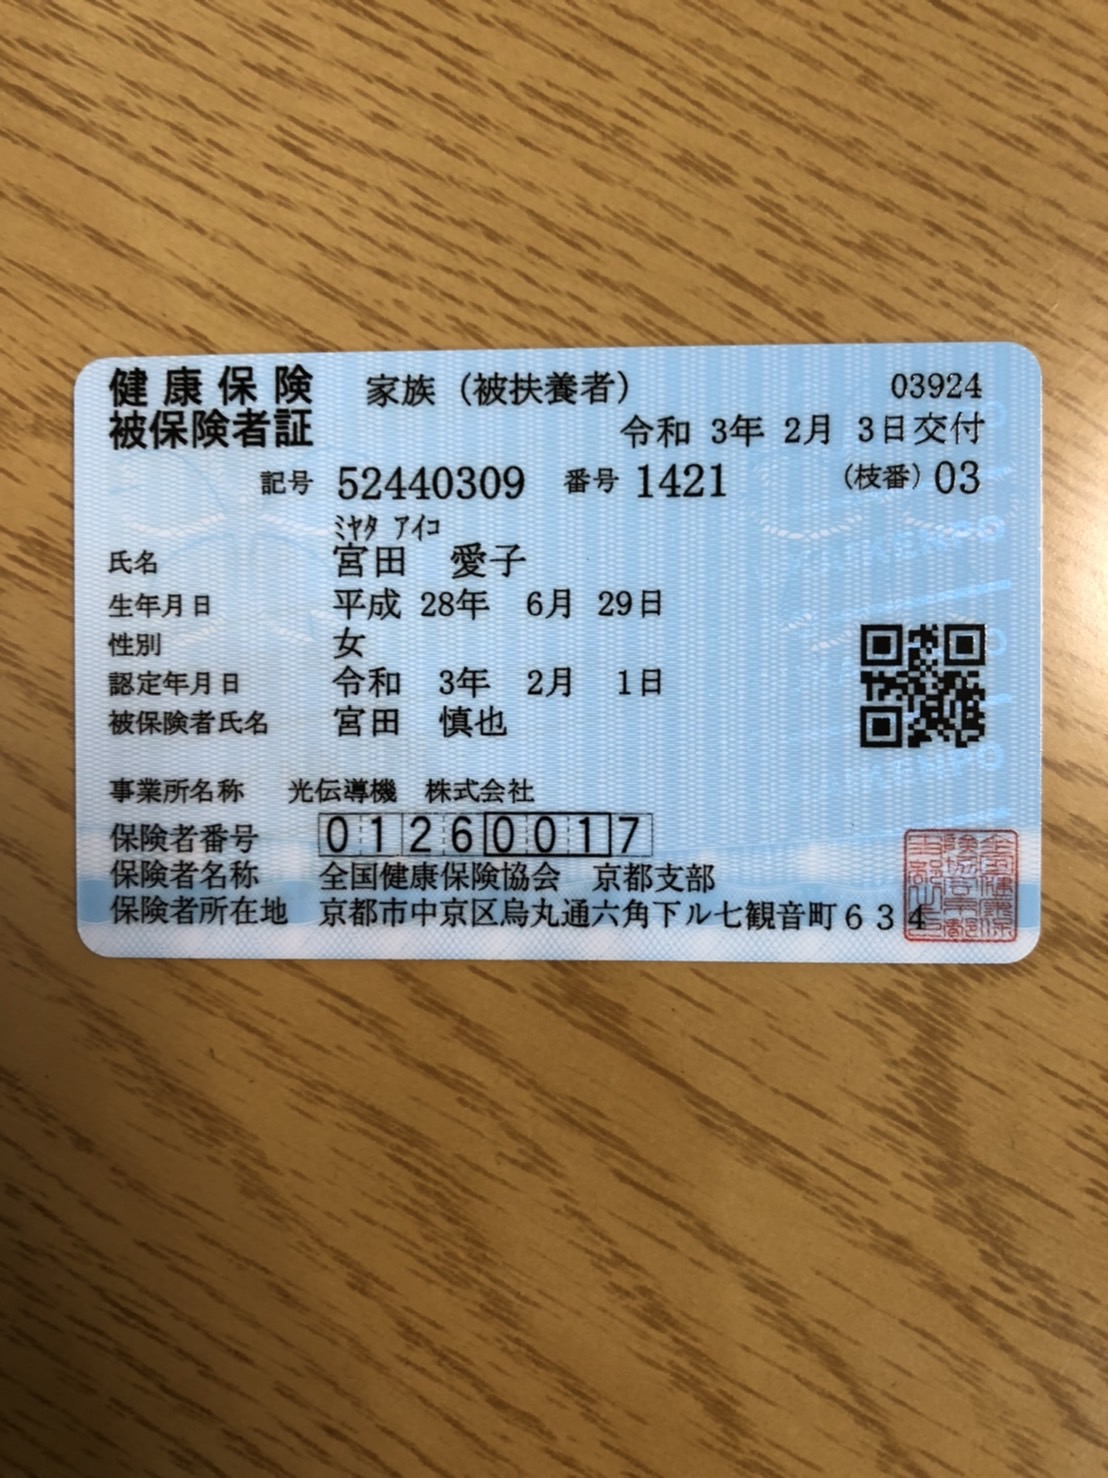 健康保険 家族（被扶養者） 03924
被保険者証 令和 3年 2月 3日交付
記号 52440309 番号 1421 （枝番）03
ﾐﾔﾀ ｱｲｺ
氏名 宮田 愛子
生年月日 平成 28年 6月 29日
性別 女
認定年月日 令和 3年 2月 1日
被保険者氏名 宮田 慎也
事業所名称 光伝導機 株式会社
保険者番号 01260017
保険者名称 全国健康保険協会 京都支部
保険者所在地 京都市中京区烏丸通六角下ル七観音町634